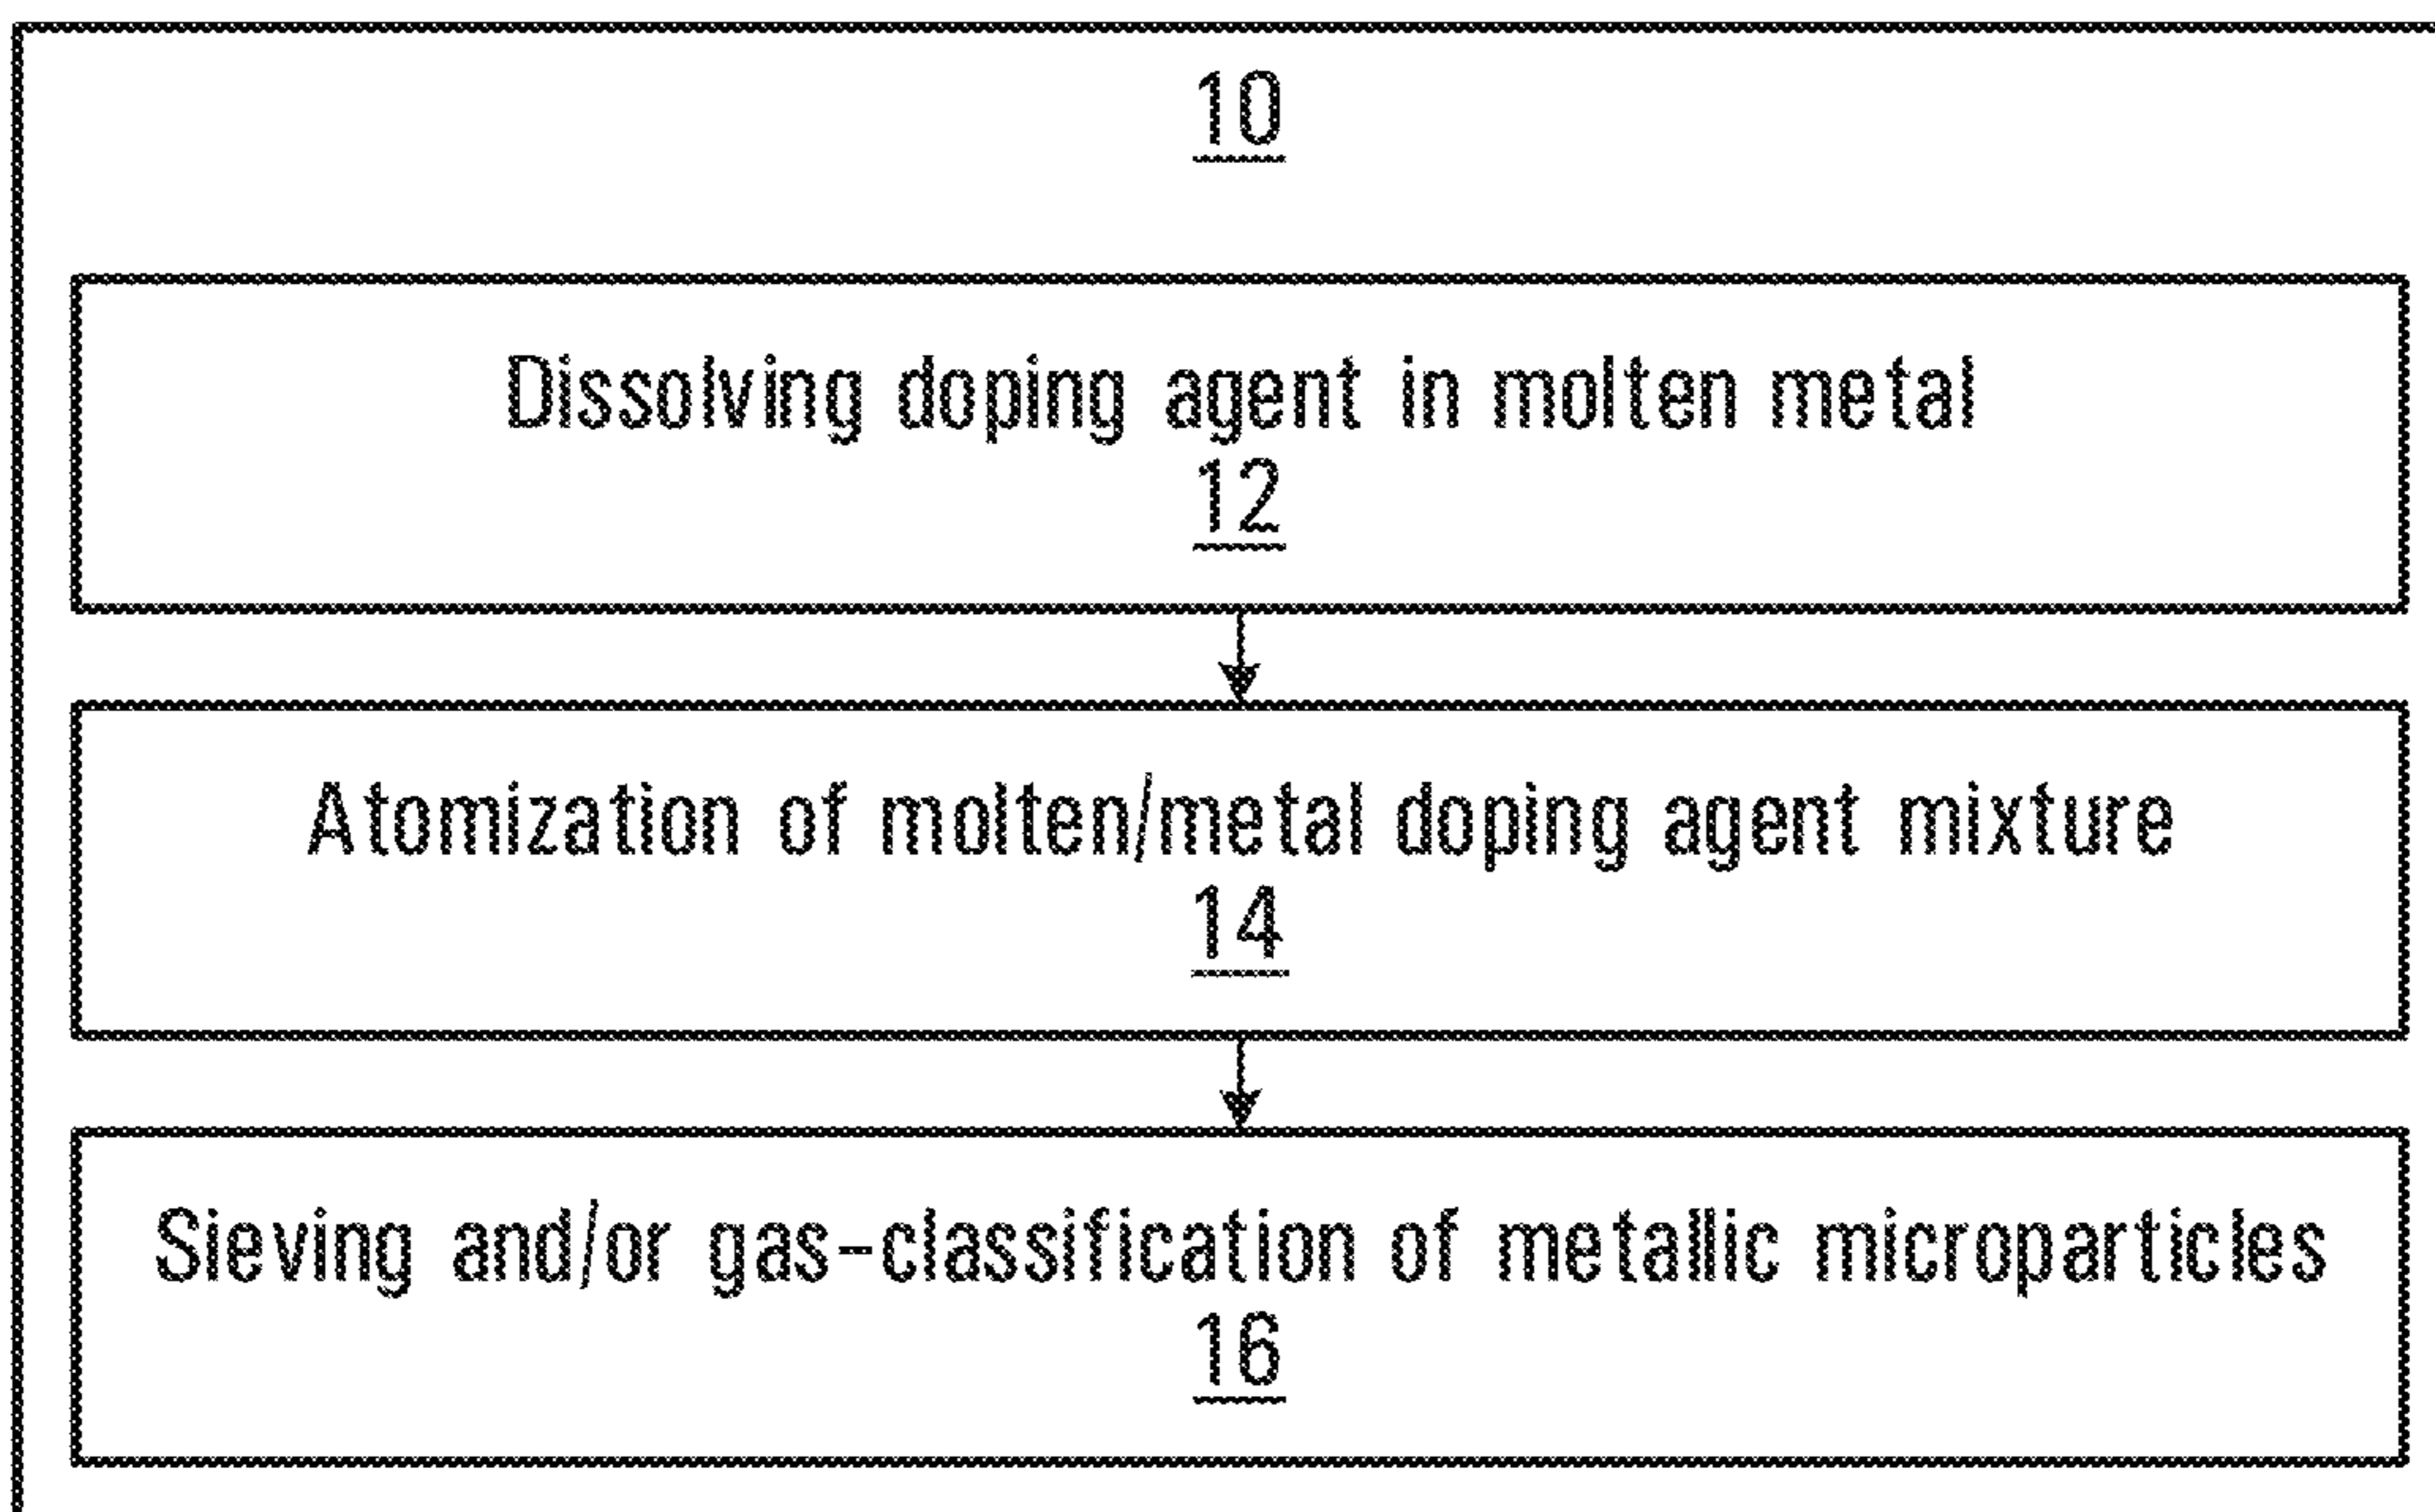 10
Dissolving doping agent in molten metal
12
Atomization of molten/metal doping agent mixture
14
Sieving and/or gas-classification of metallic microparticles
16